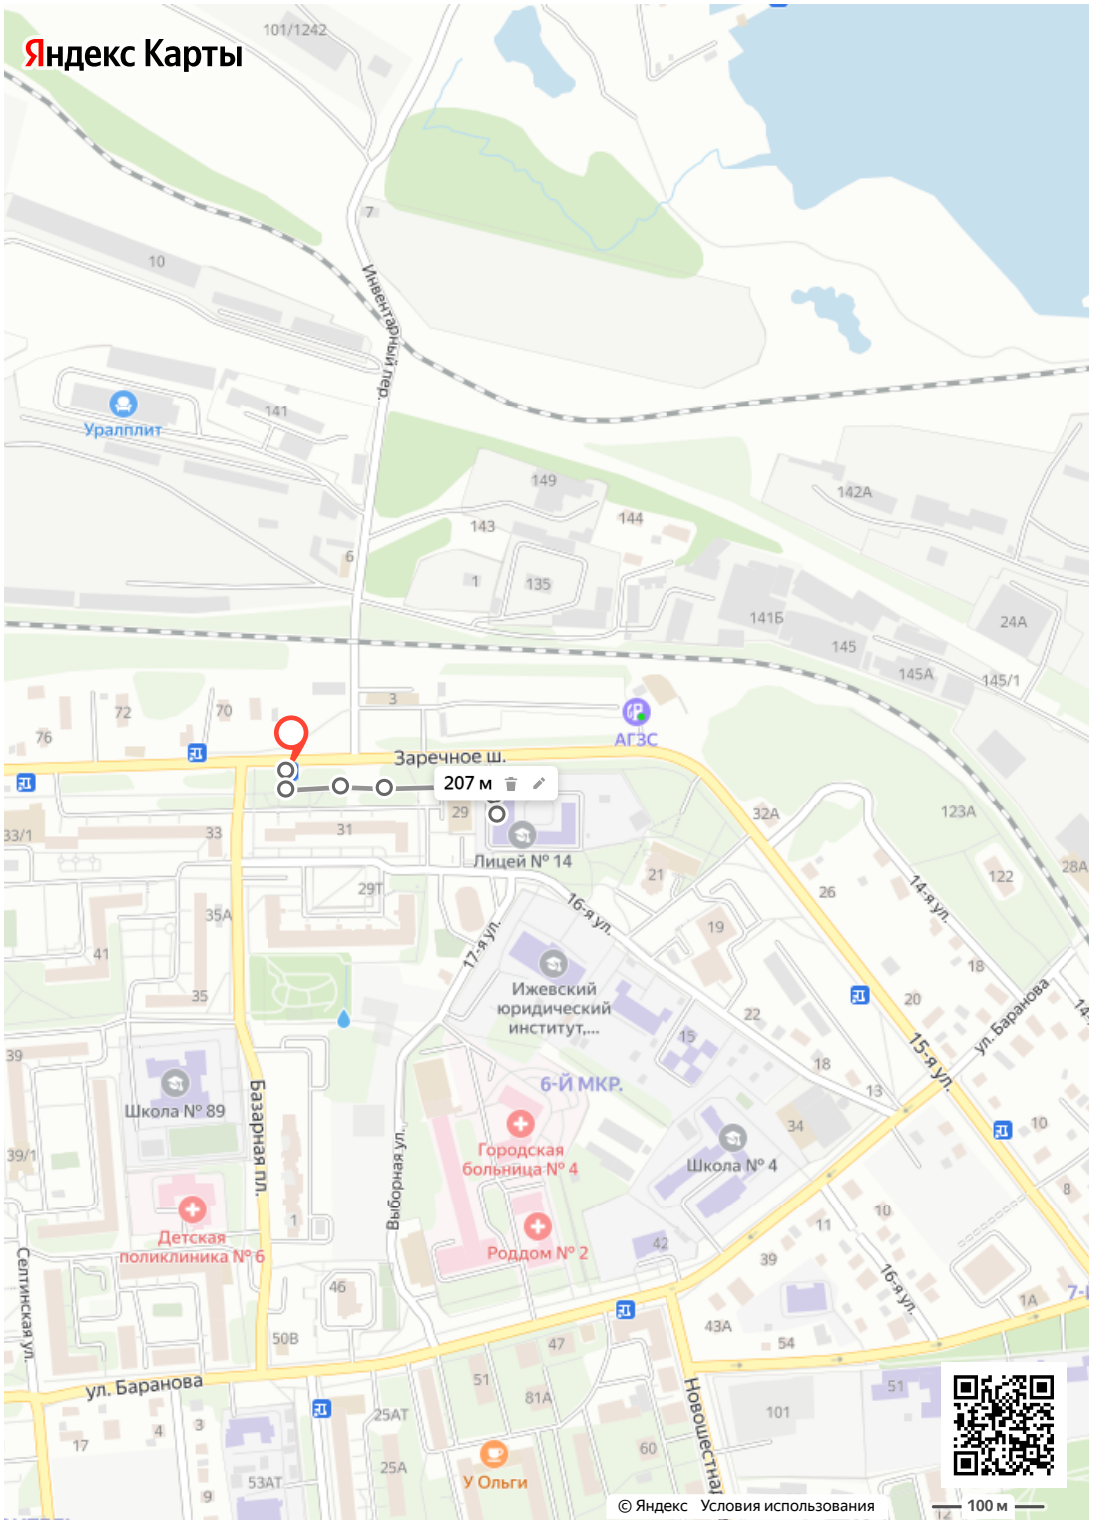 101/1242
Яндекс Карты
7
10
Инвентарный пер.
141
Уралплит
149
142А
143
144
6
1
135
141Б
24А
145
145А
145/1
3
72
70
76
АГЗС
Заречное ш.
207 м
123А
32А
29
33/1
33
31
Лицей № 14
28А
21
122
29Т
26
14-я ул.
16-я ул.
35А
19
17-я ул.
41
18
Ижевский
юридический
институт,...
35
20
22
ул. Баранова
14-
15
15-я ул.
39
18
6-Й МКР.
13
Школа № 89
Базарная пл.
10
34
Городская
больница № 4
39/1
Школа № 4
Выборная ул.
8
10
11
1
Детская
поликлиника № 6
Роддом № 2
42
39
Селтинская ул.
16-я ул.
46
7-
1А
43А
50В
47
54
ул. Баранова
51
51
81А
Новошестная
25АТ
101
3
4
17
60
25А
У Ольги
53АТ
9
© Яндекс Условия использования
100 м
12